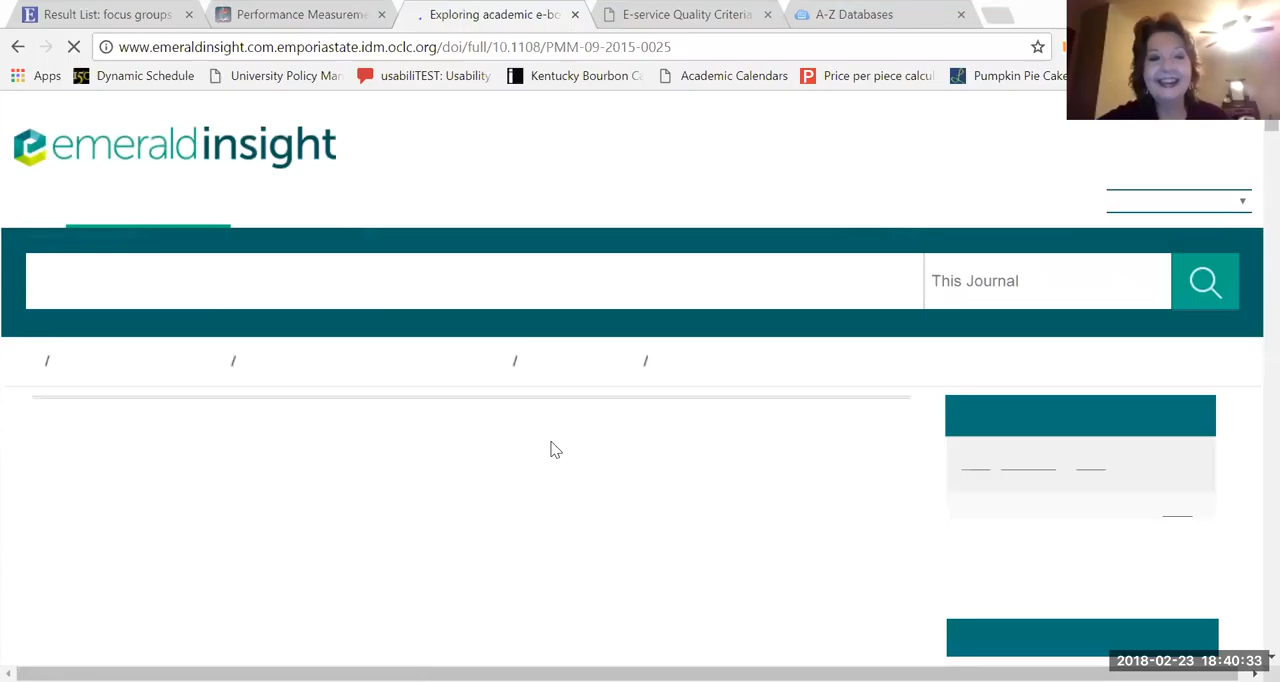 Result List: focus groups
Performance Measureme
Exploring academic e-bo
E-service Quality Criteria
A-Z Databases
www.emeraldinsight.com.emporiastate.idm.oclc.org/doi/full/10.1108/PMM-09-2015-0025
Apps
Dynamic Schedule
University Policy Man
usabiliTEST: Usability
Kentucky Bourbon C
Academic Calendars
Price per piece calcul
Pumpkin Pie Cake
emeraldinsight
This Journal
/ / / /
2018-02-23 18:40:33